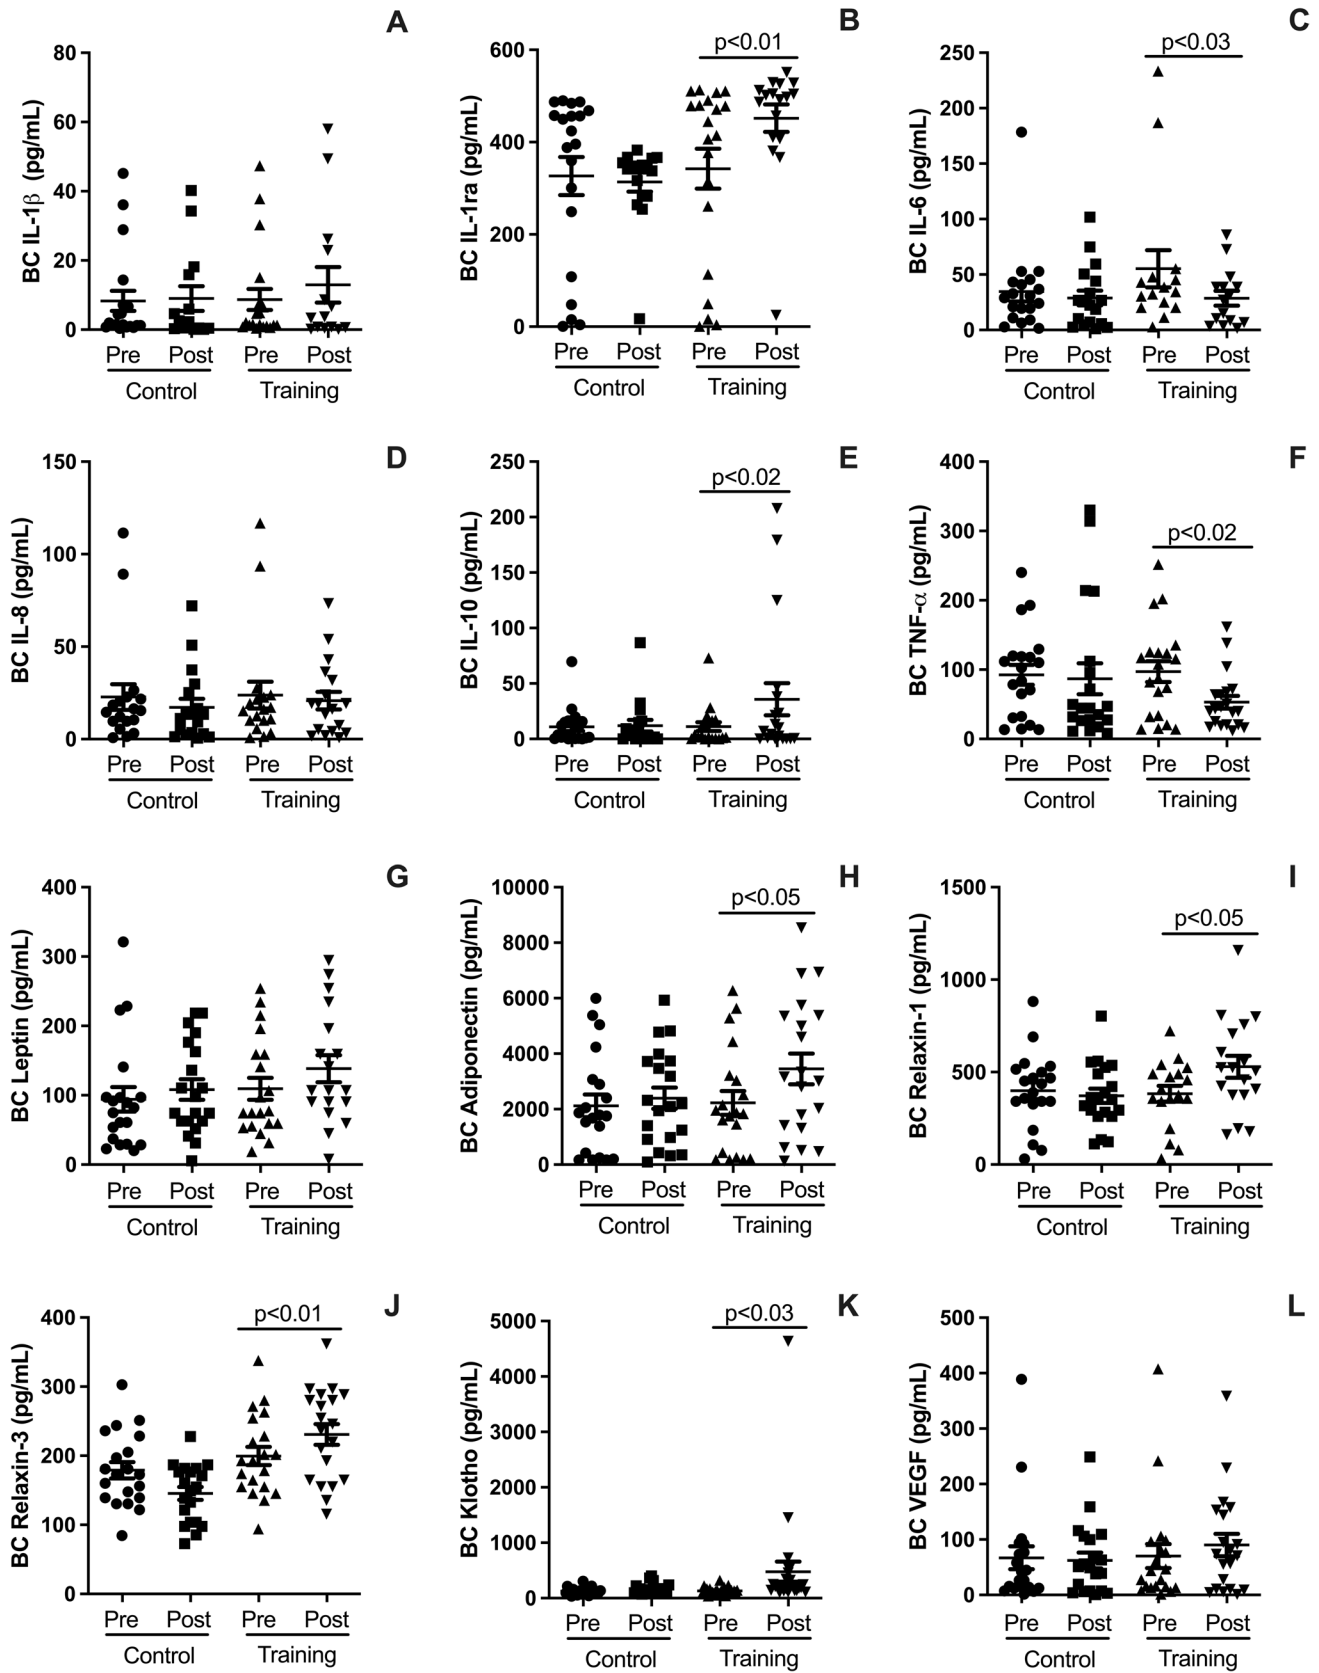 A
BC IL-1β (pg/mL)
80
60
40
20
0
Pre Post Pre Post
Control Training
B
BC IL-1ra (pg/mL)
p<0.01
600
400
200
0
Pre Post Pre Post
Control Training
C
BC IL-6 (pg/mL)
p<0.03
250
200
150
100
50
0
Pre Post Pre Post
Control Training
D
BC IL-8 (pg/mL)
150
100
50
0
Pre Post Pre Post
Control Training
E
BC IL-10 (pg/mL)
p<0.02
250
200
150
100
50
0
Pre Post Pre Post
Control Training
F
BC TNF-α (pg/mL)
p<0.02
400
300
200
100
0
Pre Post Pre Post
Control Training
G
BC Leptin (pg/mL)
400
300
200
100
0
Pre Post Pre Post
Control Training
H
BC Adiponectin (pg/mL)
p<0.05
10000
8000
6000
4000
2000
0
Pre Post Pre Post
Control Training
I
BC Relaxin-1 (pg/mL)
p<0.05
1500
1000
500
0
Pre Post Pre Post
Control Training
J
BC Relaxin-3 (pg/mL)
p<0.01
400
300
200
100
0
Pre Post Pre Post
Control Training
K
BC Klotho (pg/mL)
p<0.03
5000
4000
3000
2000
1000
0
Pre Post Pre Post
Control Training
L
BC VEGF (pg/mL)
500
400
300
200
100
0
Pre Post Pre Post
Control Training